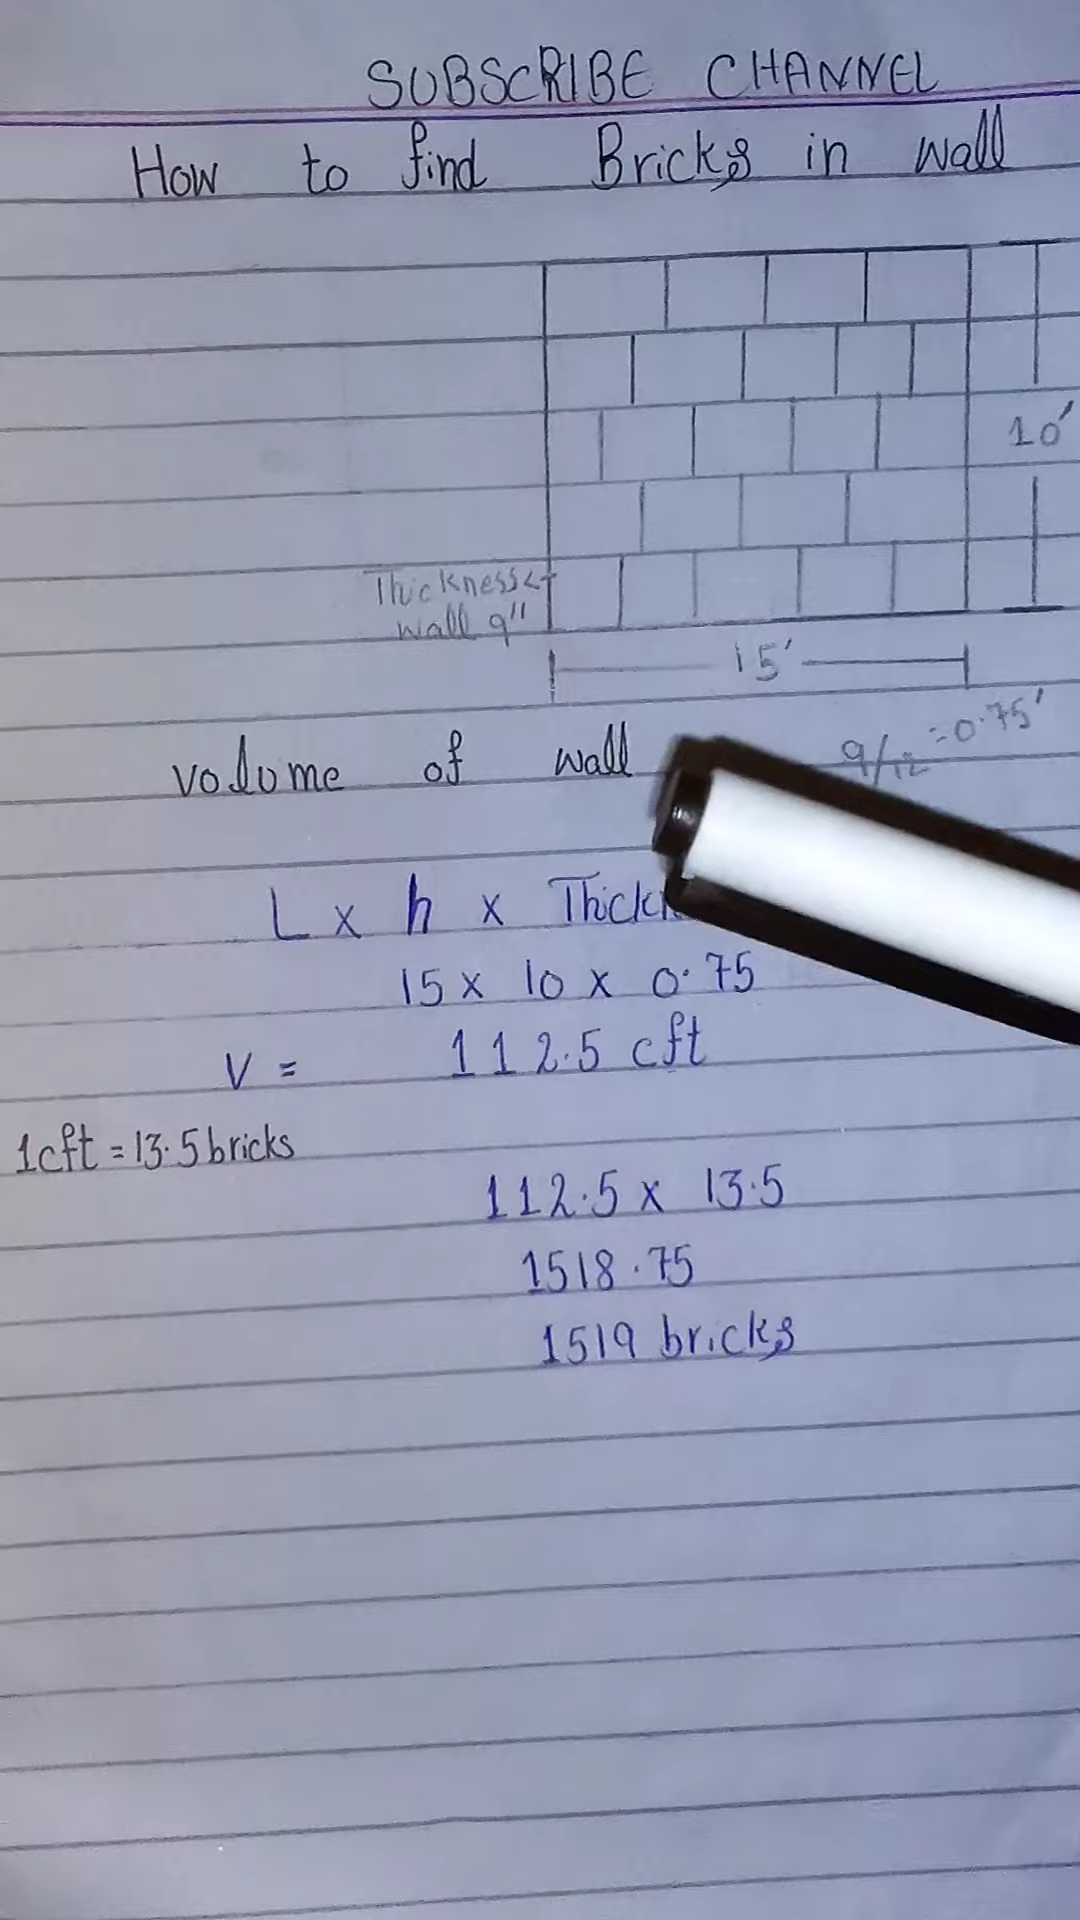 SUBSCRIBE CHANNEL
How to find Bricks in wall
10'
Thickness
wall 9"
15'
volume of wall
9/12 = 0.75'
L x h x
15 x 10 x 0.75
V = 112.5 cft
1cft = 13.5 bricks
112.5 x 13.5
1518.75
1519 bricks